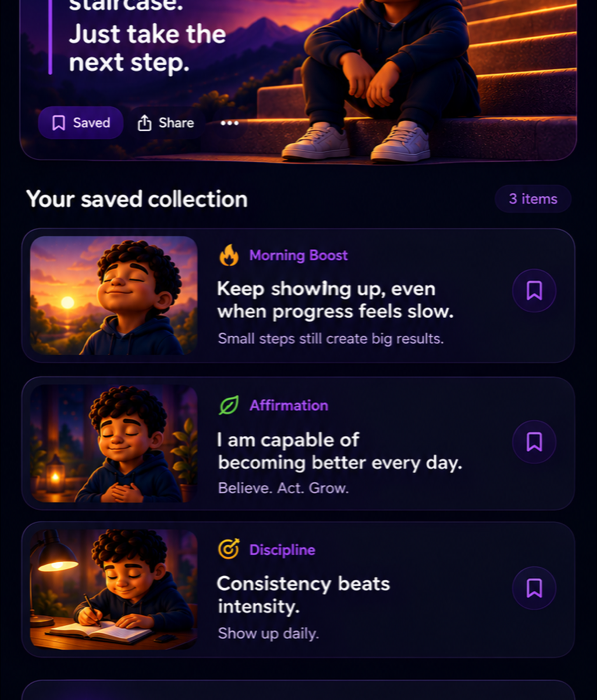 staircase.
Just take the
next step.
Saved
Share
Your saved collection
3 items
Morning Boost
Keep showing up, even
when progress feels slow.
Small steps still create big results.
Affirmation
I am capable of
becoming better every day.
Believe. Act. Grow.
Discipline
Consistency beats
intensity.
Show up daily.